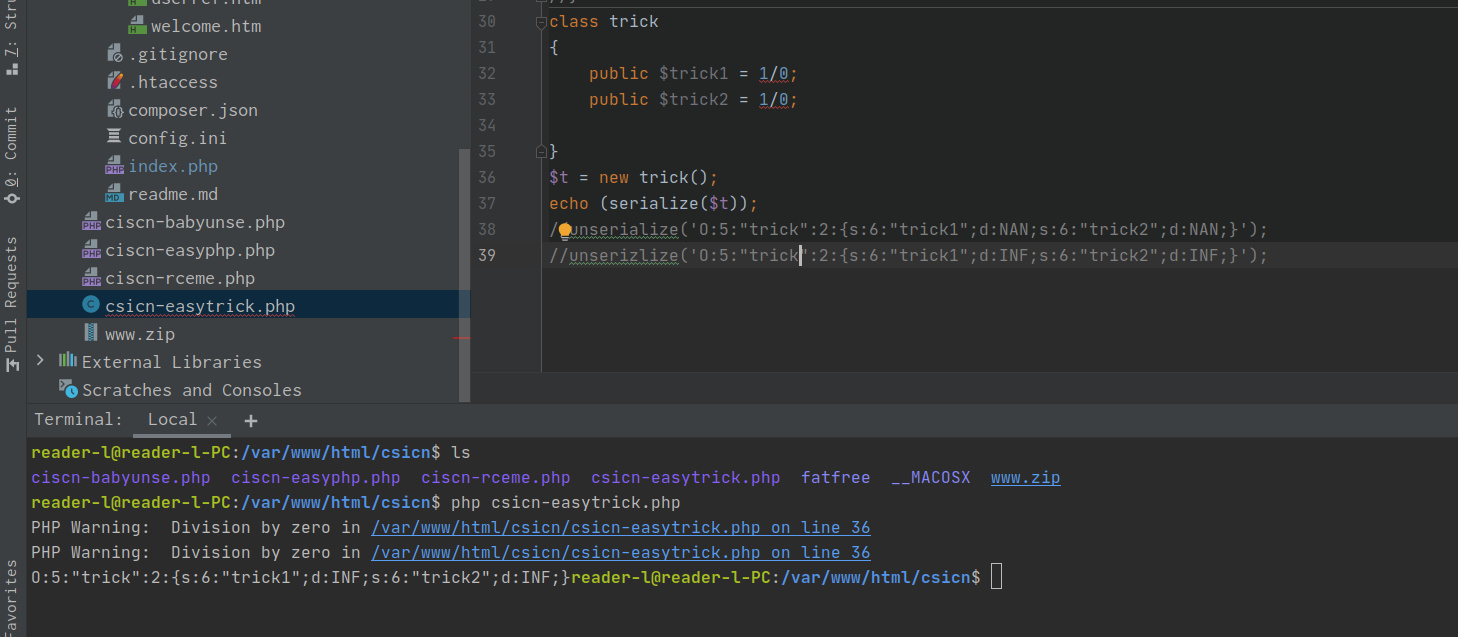 welcome.htm
.gitignore
.htaccess
composer.json
config.ini
index.php
readme.md
ciscn-babyunse.php
ciscn-easyphp.php
ciscn-rceme.php
csicn-easytrick.php
www.zip
External Libraries
Scratches and Consoles
0: Commit
Pull Requests
Favorites
30 class trick
31 {
32 public $trick1 = 1/0;
33 public $trick2 = 1/0;
34
35 }
36 $t = new trick();
37 echo (serialize($t));
38 /unserialize('O:5:"trick":2:{s:6:"trick1";d:NAN;s:6:"trick2";d:NAN;}');
39 //unserizlize('O:5:"trick":2:{s:6:"trick1";d:INF;s:6:"trick2";d:INF;}');
Terminal: Local × +
reader-l@reader-l-PC:/var/www/html/csicn$ ls
ciscn-babyunse.php ciscn-easyphp.php ciscn-rceme.php csicn-easytrick.php fatfree __MACOSX www.zip
reader-l@reader-l-PC:/var/www/html/csicn$ php csicn-easytrick.php
PHP Warning: Division by zero in /var/www/html/csicn/csicn-easytrick.php on line 36
PHP Warning: Division by zero in /var/www/html/csicn/csicn-easytrick.php on line 36
O:5:"trick":2:{s:6:"trick1";d:INF;s:6:"trick2";d:INF;}reader-l@reader-l-PC:/var/www/html/csicn$